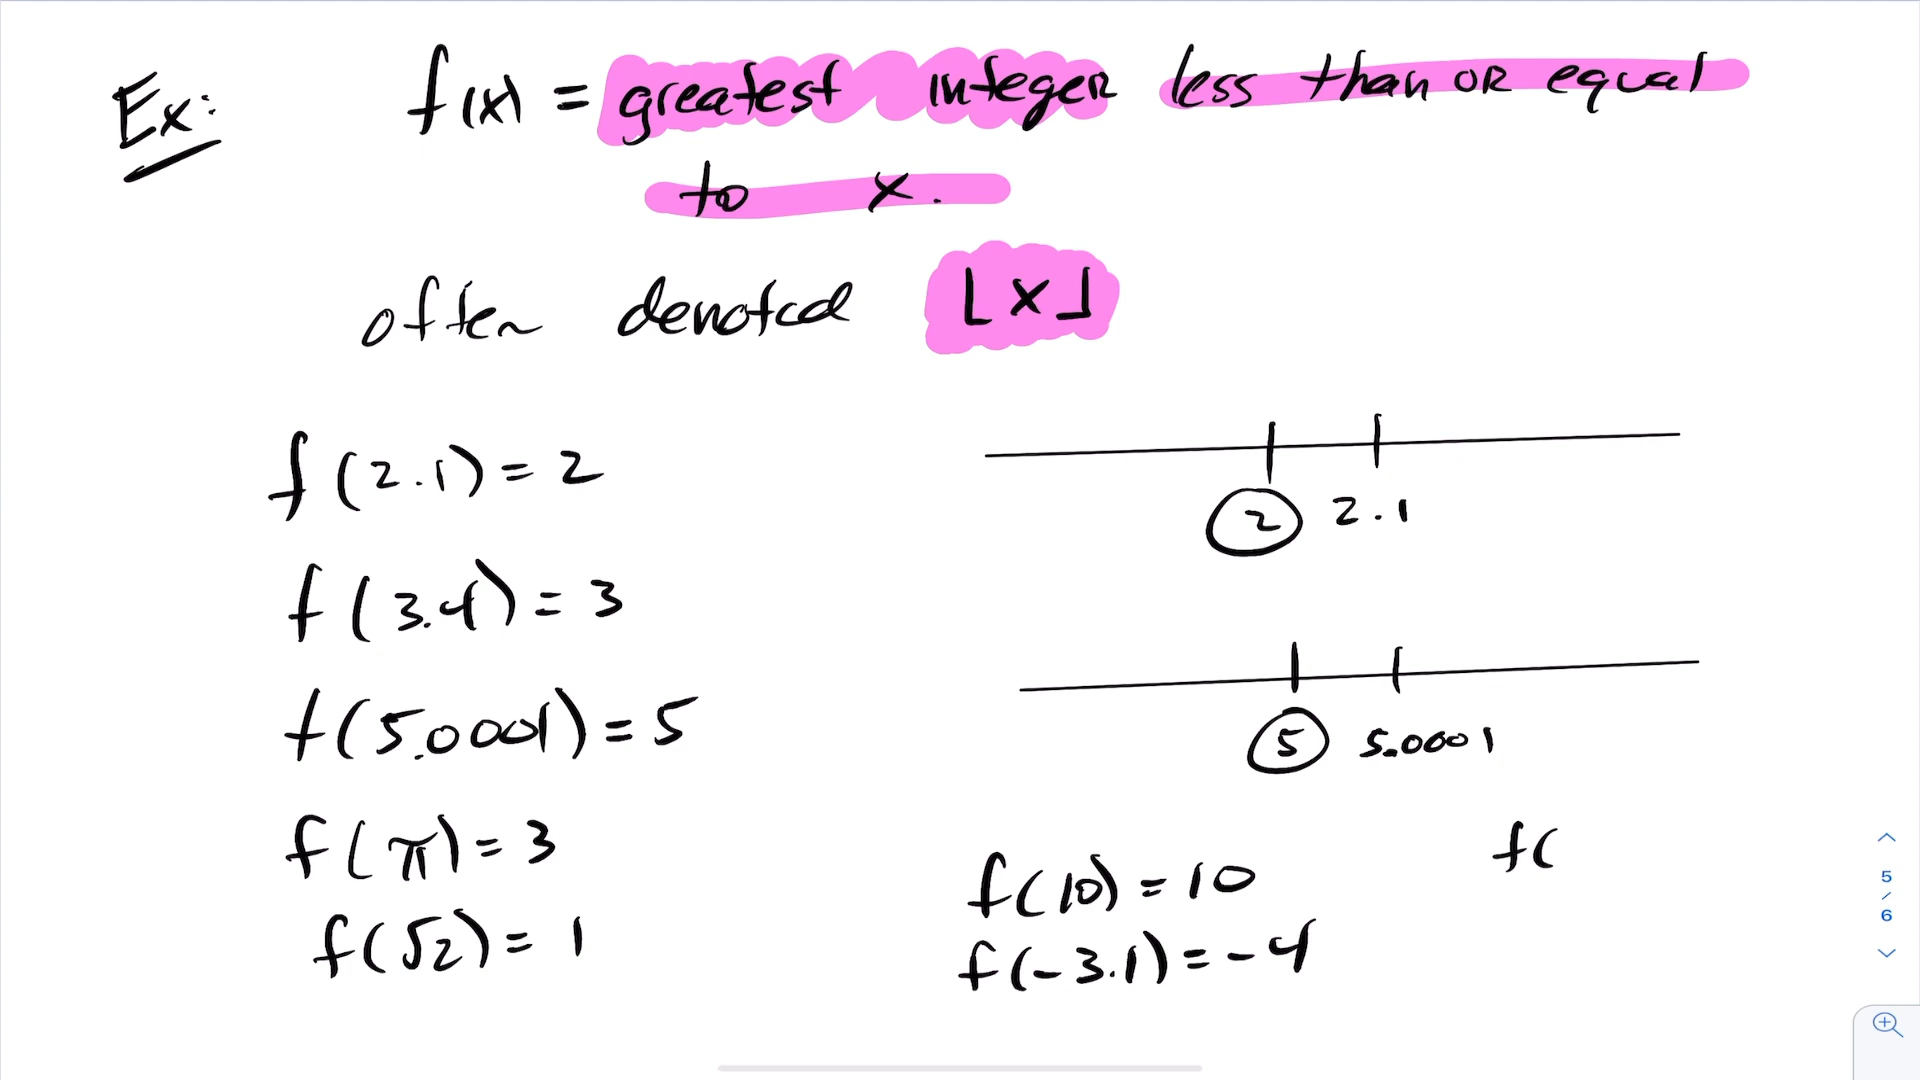 Ex: f(x) = greatest integer less than OR equal
to x.
often denoted ⌊x⌋
f(2.1) = 2
2 2.1
f(3.4) = 3
f(5.0001) = 5
5 5.0001
f(π) = 3
f(√2) = 1
f(10) = 10
f(-3.1) = -4
f(
5
/
6